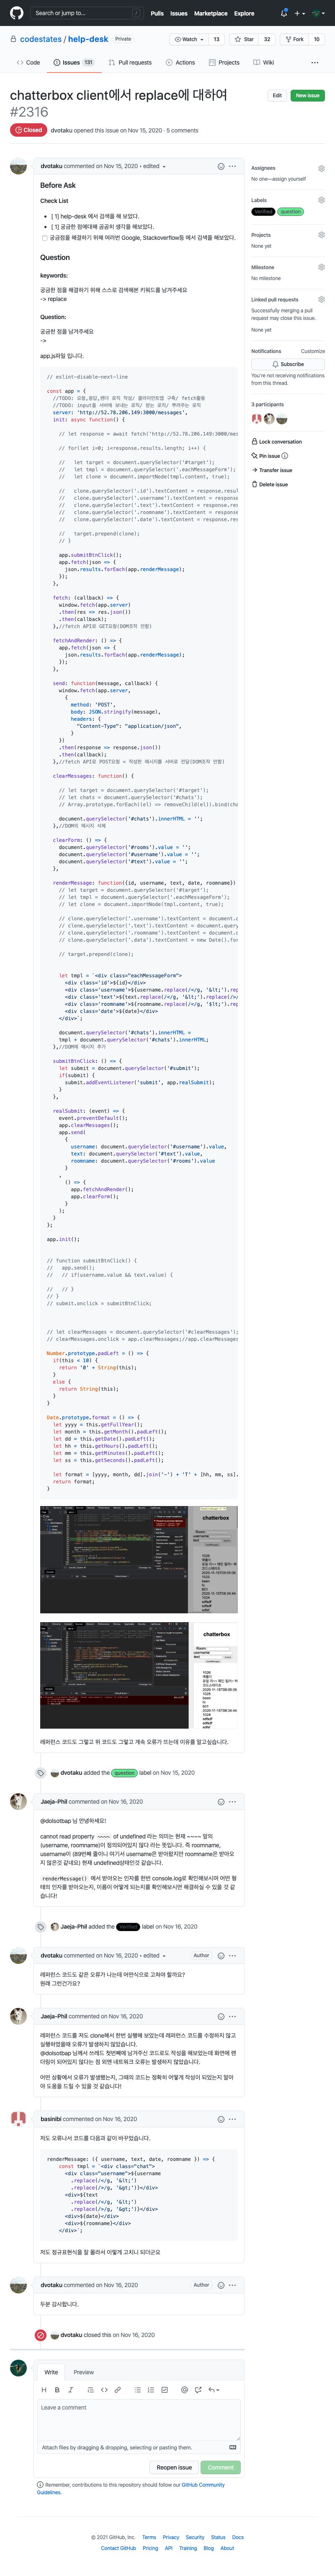 Search or jump to...
Pulls Issues Marketplace Explore
codestates / help-desk Private
Watch 13 Star 32 Fork 10
Code Issues 131 Pull requests Actions Projects Wiki
chatterbox client에서 replace에 대하여
#2316
Edit New issue
Closed dvotaku opened this issue on Nov 15, 2020 · 5 comments
dvotaku commented on Nov 15, 2020 • edited
Before Ask
Check List
[ 1] help-desk 에서 검색을 해 보았다.
[ 1] 궁금한 점에대해 곰곰히 생각을 해보았다.
궁금점을 해결하기 위해 여러번 Google, Stackoverflow등 에서 검색을 해보았다.
Question
keywords:
궁금한 점을 해결하기 위해 스스로 검색해본 키워드를 남겨주세요
-> replace
Question:
궁금한 점을 남겨주세요
->
app.js파일 입니다.
// eslint-disable-next-line
const app = {
//TODO: 요청,응답,렌더 로직 작성/ 클라이언트앱 구축/ fetch활용
//TODO: input을 서버에 보내는 로직/ 받는 로직/ 뿌려주는 로직
server: 'http://52.78.206.149:3000/messages',
init: async function() {
// let response = await fetch('http://52.78.206.149:3000/mess
// for(let i=0; i<response.results.length; i++) {
// let target = document.querySelector('#target');
// let tmpl = document.querySelector('.eachMessageForm');
// let clone = document.importNode(tmpl.content, true);
// clone.querySelector('.id').textContent = response.resul
// clone.querySelector('.username').textContent = response
// clone.querySelector('.text').textContent = response.res
// clone.querySelector('.roomname').textContent = response
// clone.querySelector('.date').textContent = response.res
// target.prepend(clone);
// }
app.submitBtnClick();
app.fetch(json => {
json.results.forEach(app.renderMessage);
});
},
fetch: (callback) => {
window.fetch(app.server)
.then(res => res.json())
.then(callback);
},//fetch API로 GET요청(DOM조작 안함)
fetchAndRender: () => {
app.fetch(json => {
json.results.forEach(app.renderMessage);
});
},
send: function(message, callback) {
window.fetch(app.server,
{
method: 'POST',
body: JSON.stringify(message),
headers: {
"Content-Type": "application/json",
}
})
.then(response => response.json())
.then(callback);
},//fetch API로 POST요청 + 작성한 메시지를 서버로 전달(DOM조작 안함)
clearMessages: function() {
// let target = document.querySelector('#target');
// let chats = document.querySelector('#chats');
// Array.prototype.forEach((el) => removeChild(el)).bind(cha
document.querySelector('#chats').innerHTML = '';
},//DOM의 메시지 삭제
clearForm: () => {
document.querySelector('#rooms').value = '';
document.querySelector('#username').value = '';
document.querySelector('#text').value = '';
},
renderMessage: function({id, username, text, date, roomname})
// let target = document.querySelector('#target');
// let tmpl = document.querySelector('.eachMessageForm');
// let clone = document.importNode(tmpl.content, true);
// clone.querySelector('.username').textContent = document.q
// clone.querySelector('.text').textContent = document.query
// clone.querySelector('.roomname').textContent = document.q
// clone.querySelector('.data').textContent = new Date().for
// target.prepend(clone);
let tmpl = `<div class="eachMessageForm">
<div class='id'>${id}</div>
<div class='username'>${username.replace(/</g, '&lt;').rep
<div class='text'>${text.replace(/</g, '&lt;').replace(/>/
<div class='roomname'>${roomname.replace(/</g, '$lt;').rep
<div class='date'>${date}</div>
</div>`;
document.querySelector('#chats').innerHTML =
tmpl + document.querySelector('#chats').innerHTML;
},//DOM에 메시지 추가
submitBtnClick: () => {
let submit = document.querySelector('#submit');
if(submit) {
submit.addEventListener('submit', app.realSubmit);
}
},
realSubmit: (event) => {
event.preventDefault();
app.clearMessages();
app.send(
{
username: document.querySelector('#username').value,
text: document.querySelector('#text').value,
roomname: document.querySelector('#rooms').value
}
,
() => {
app.fetchAndRender();
app.clearForm();
}
);
}
};
app.init();
// function submitBtnClick() {
// app.send();
// // if(username.value && text.value) {
// // }
// }
// submit.onclick = submitBtnClick;
// let clearMessages = document.querySelector('#clearMessages');
// clearMessages.onclick = app.clearMessages;//app.clearMessages
Number.prototype.padLeft = () => {
if(this < 10) {
return '0' + String(this);
}
else {
return String(this);
}
}
Date.prototype.format = () => {
let yyyy = this.getFullYear();
let month = this.getMonth().padLeft();
let dd = this.getDate().padLeft();
let hh = this.getHours().padLeft();
let mm = this.getMinutes().padLeft();
let ss = this.getSeconds().padLeft();
let format = [yyyy, month, dd].join('-') + 'T' + [hh, mm, ss].
return format;
}
chatterbox
chatterbox
레퍼런스 코드도 그렇고 위 코드도 그렇고 계속 오류가 뜨는데 이유를 알고싶습니다.
dvotaku added the question label on Nov 15, 2020
Jaeja-Phil commented on Nov 16, 2020
@dolsotbap 님 안녕하세요!
cannot read property ~~~~ of undefined 라는 의미는 현재 ~~~~ 앞의
(username, roomname)이 정의되어있지 않다 라는 뜻입니다. 즉 roomname,
username이 (89번째 줄이니 여기서 username은 받아왔지만 roomname은 받아오
지 않은것 같네요) 현재 undefined상태인것 같습니다.
renderMessage() 에서 받아오는 인자를 한번 console.log로 확인해보시며 어떤 형
태의 인자를 받아오는지, 이름이 어떻게 되는지를 확인해보시면 해결하실 수 있을 것 같
습니다!
Jaeja-Phil added the Verified label on Nov 16, 2020
dvotaku commented on Nov 16, 2020 • edited Author
레퍼런스 코드도 같은 오류가 나는데 어떤식으로 고쳐야 할까요?
원래 그런건가요?
Jaeja-Phil commented on Nov 16, 2020
레퍼런스 코드를 저도 clone해서 한번 실행해 보았는데 레퍼런스 코드를 수정하지 않고
실행하였을때 오류가 발생하지 않았습니다.
@dolsotbap 님께서 쓰레드 첫번째에 남겨주신 코드로도 작성을 해보았는데 화면에 렌
더링이 되어있지 않다는 점 외엔 네트워크 오류는 발생하지 않았습니다.
어떤 상황에서 오류가 발생했는지, 그때의 코드는 정확히 어떻게 작성이 되었는지 알아
야 도움을 드릴 수 있을 것 같습니다!
basinibi commented on Nov 16, 2020
저도 오류나서 코드를 다음과 같이 바꾸었습니다.
renderMessage: ({ username, text, date, roomname }) => {
const tmpl = `<div class="chat">
<div class="username">${username
.replace(/</g, '&lt;')
.replace(/>/g, '&gt;')}</div>
<div>${text
.replace(/</g, '&lt;')
.replace(/>/g, '&gt;')}</div>
<div>${date}</div>
<div>${roomname}</div>
</div>`;
저도 정규표현식을 잘 몰라서 이렇게 고치니 되더군요
dvotaku commented on Nov 16, 2020 Author
두분 감사합니다.
dvotaku closed this on Nov 16, 2020
Write Preview
Leave a comment
Attach files by dragging & dropping, selecting or pasting them.
Reopen issue Comment
Remember, contributions to this repository should follow our GitHub Community
Guidelines.
Assignees
No one—assign yourself
Labels
Verified question
Projects
None yet
Milestone
No milestone
Linked pull requests
Successfully merging a pull
request may close this issue.
None yet
Notifications Customize
Subscribe
You're not receiving notifications
from this thread.
3 participants
Lock conversation
Pin issue
Transfer issue
Delete issue
© 2021 GitHub, Inc. Terms Privacy Security Status Docs
Contact GitHub Pricing API Training Blog About